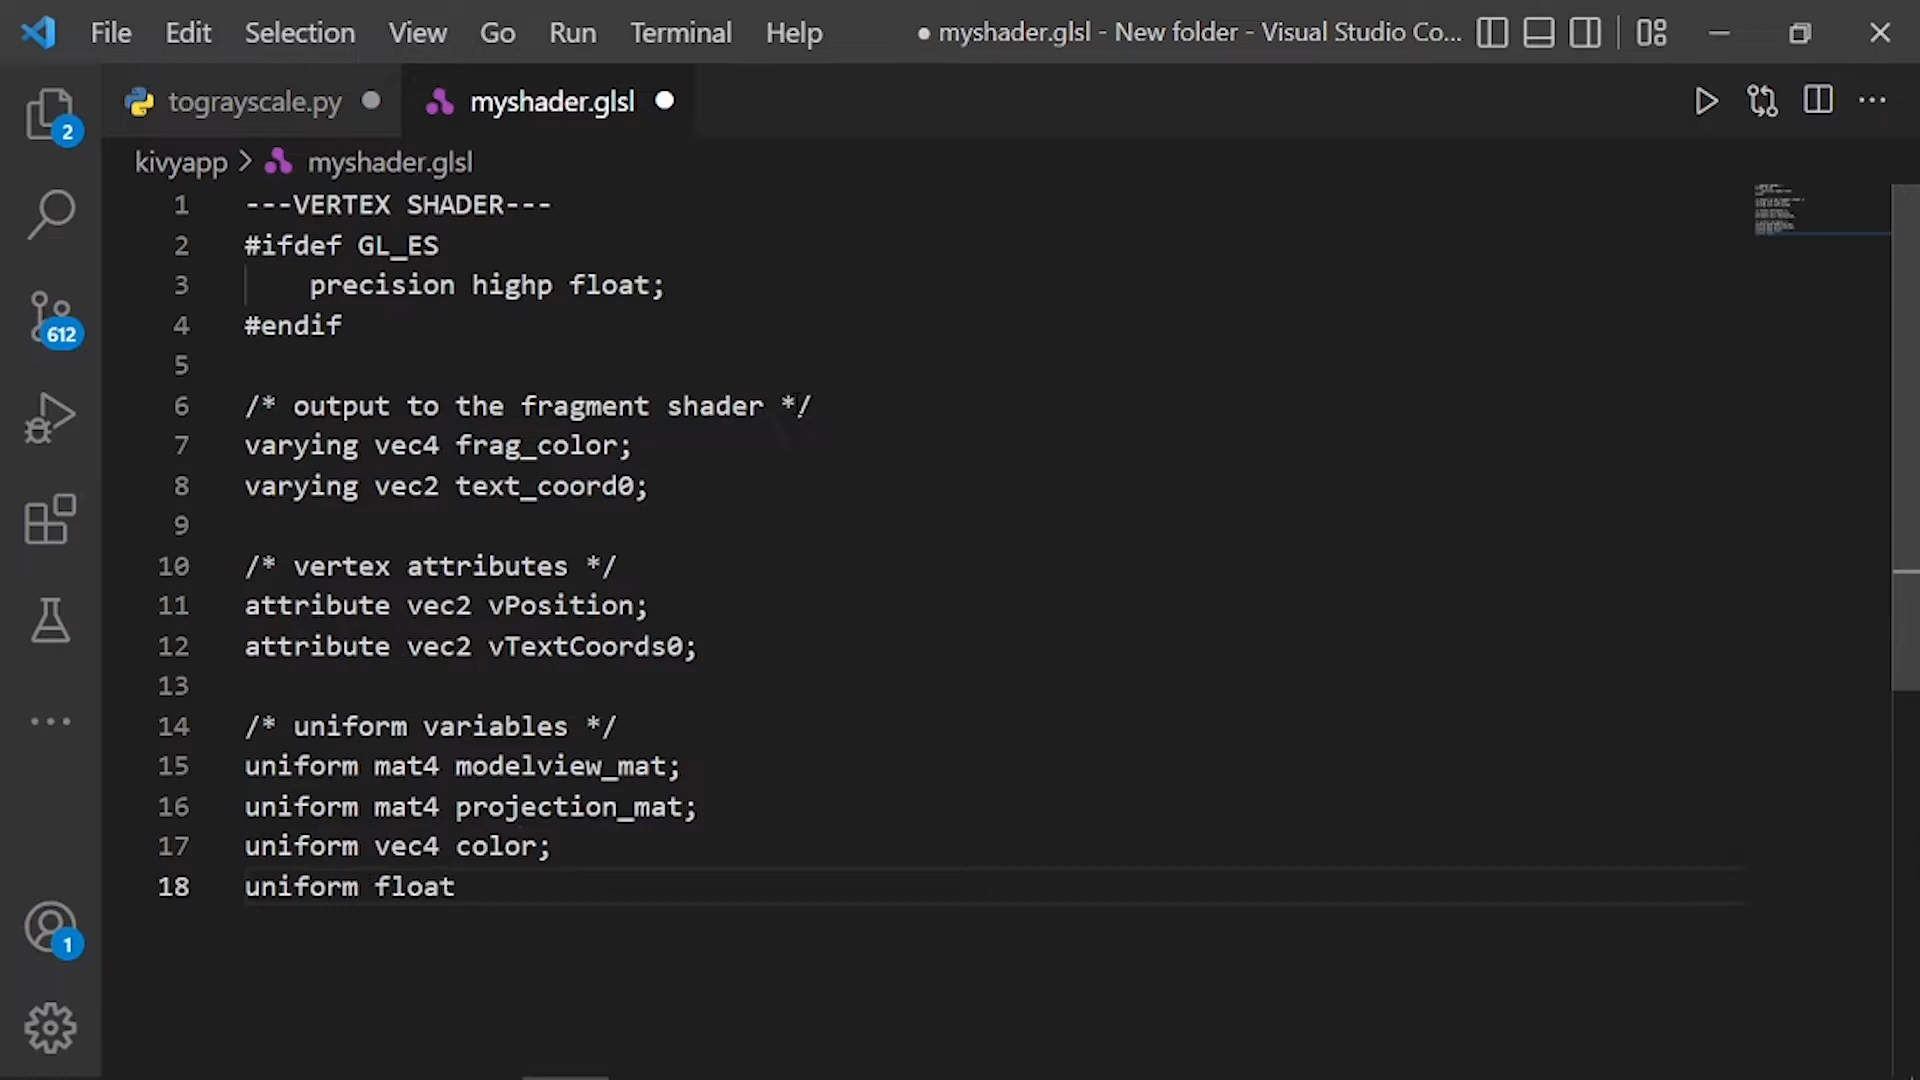 File Edit Selection View Go Run Terminal Help ● myshader.glsl - New folder - Visual Studio Co...
tograyscale.py myshader.glsl
kivyapp > myshader.glsl
2
612
1
1 ---VERTEX SHADER---
2 #ifdef GL_ES
3 precision highp float;
4 #endif
5
6 /* output to the fragment shader */
7 varying vec4 frag_color;
8 varying vec2 text_coord0;
9
10 /* vertex attributes */
11 attribute vec2 vPosition;
12 attribute vec2 vTextCoords0;
13
14 /* uniform variables */
15 uniform mat4 modelview_mat;
16 uniform mat4 projection_mat;
17 uniform vec4 color;
18 uniform float